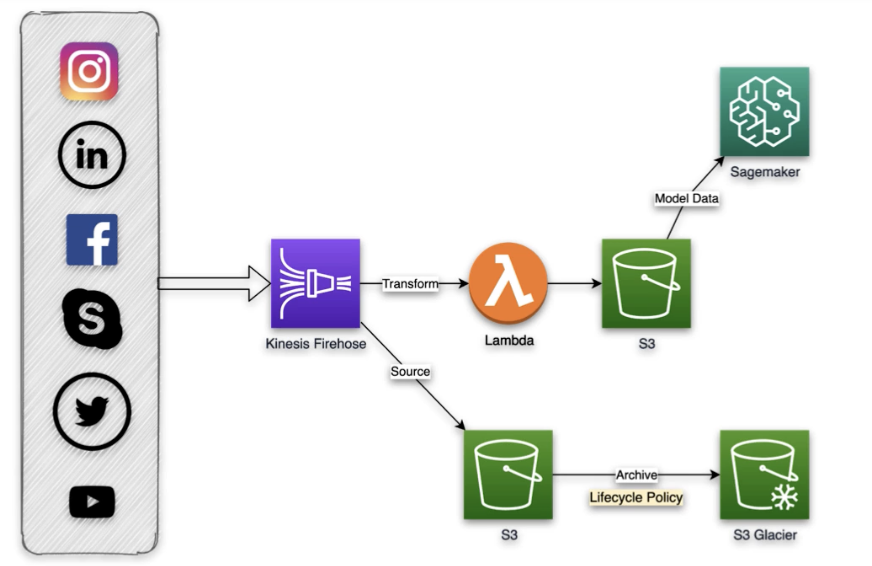 in
f
S
Kinesis Firehose
Transform
Lambda
S3
Model Data
Sagemaker
Source
S3
Archive
Lifecycle Policy
S3 Glacier